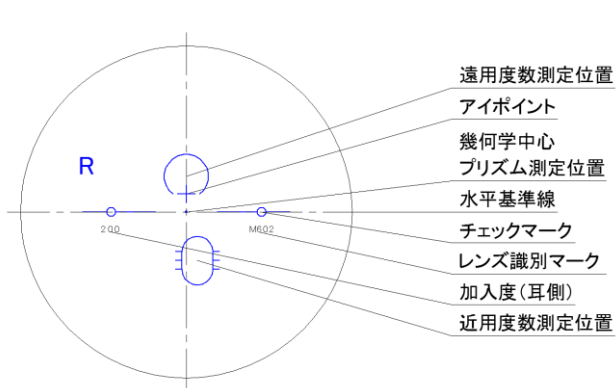 遠用度数測定位置
アイポイント
幾何学中心
プリズム測定位置
水平基準線
チェックマーク
レンズ識別マーク
加入度(耳側)
近用度数測定位置
R
200
M602